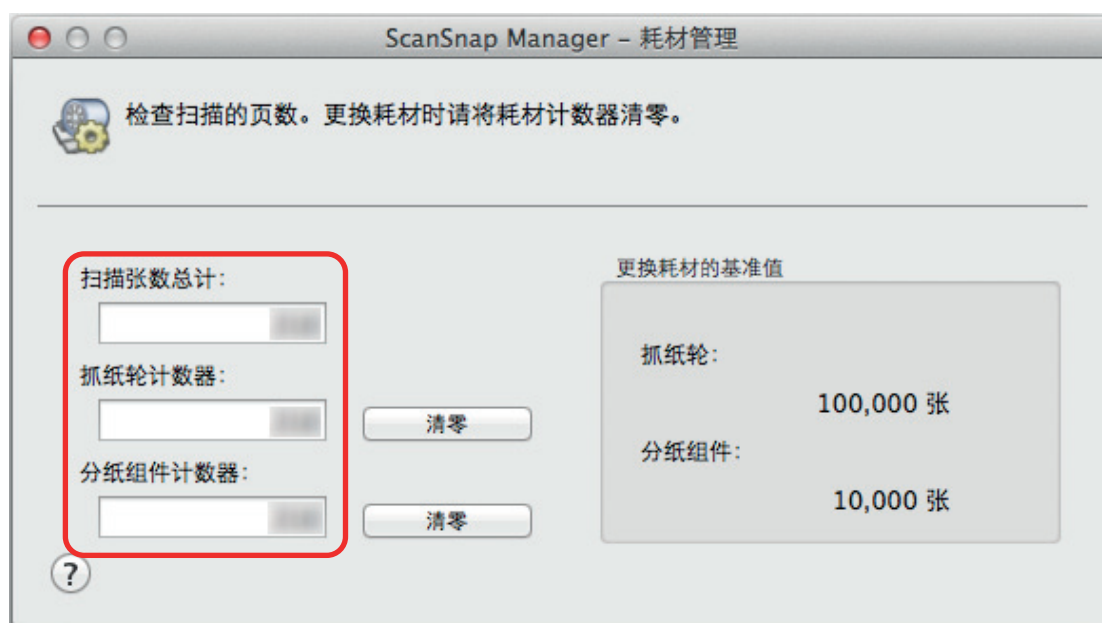 ScanSnap Manager – 耗材管理
检查扫描的页数。更换耗材时请将耗材计数器清零。
扫描张数总计:
抓纸轮计数器:
清零
分纸组件计数器:
清零
更换耗材的基准值
抓纸轮:
100,000 张
分纸组件:
10,000 张
?